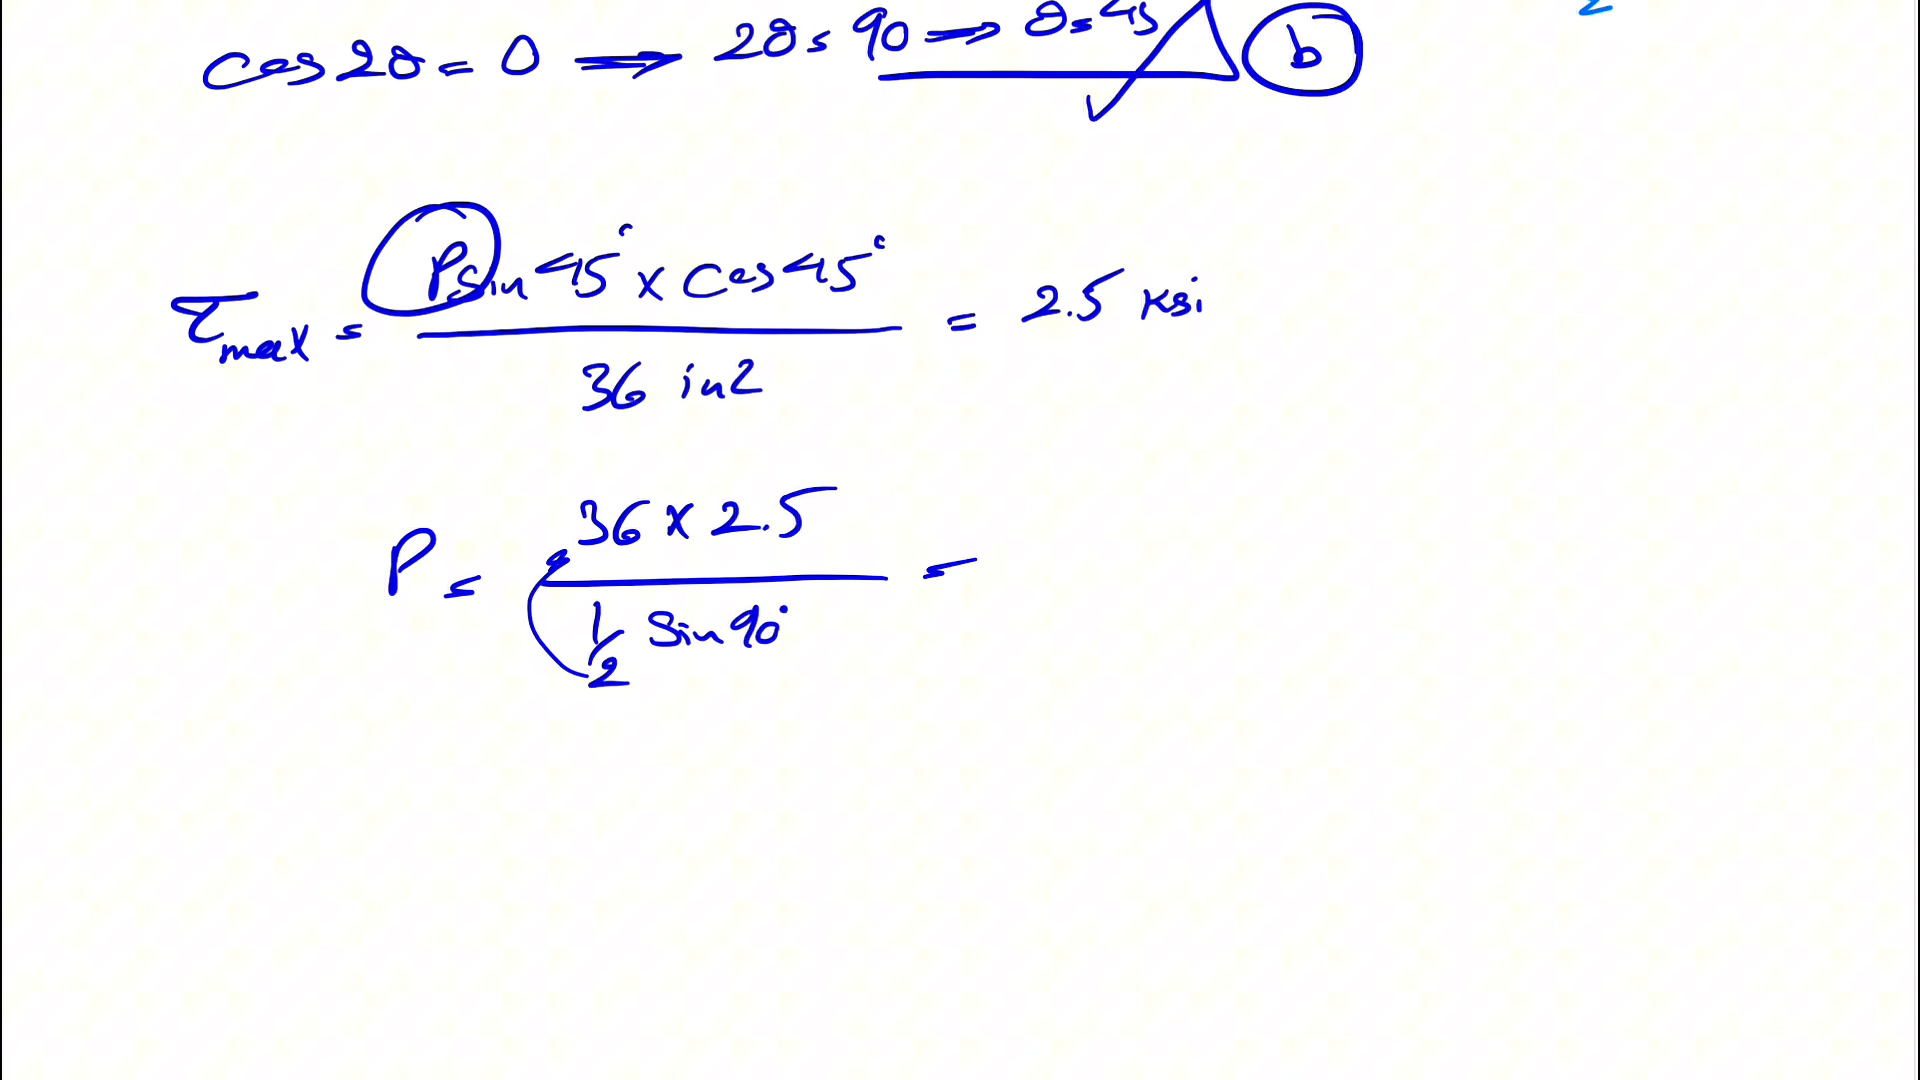 cos 2θ = 0 ⟹ 2θ = 90 → θ = 45 b
τmax = P sin 45° × cos 45° / 36 in2 = 2.5 ksi
P = 36 × 2.5 / 1/2 sin 90° =